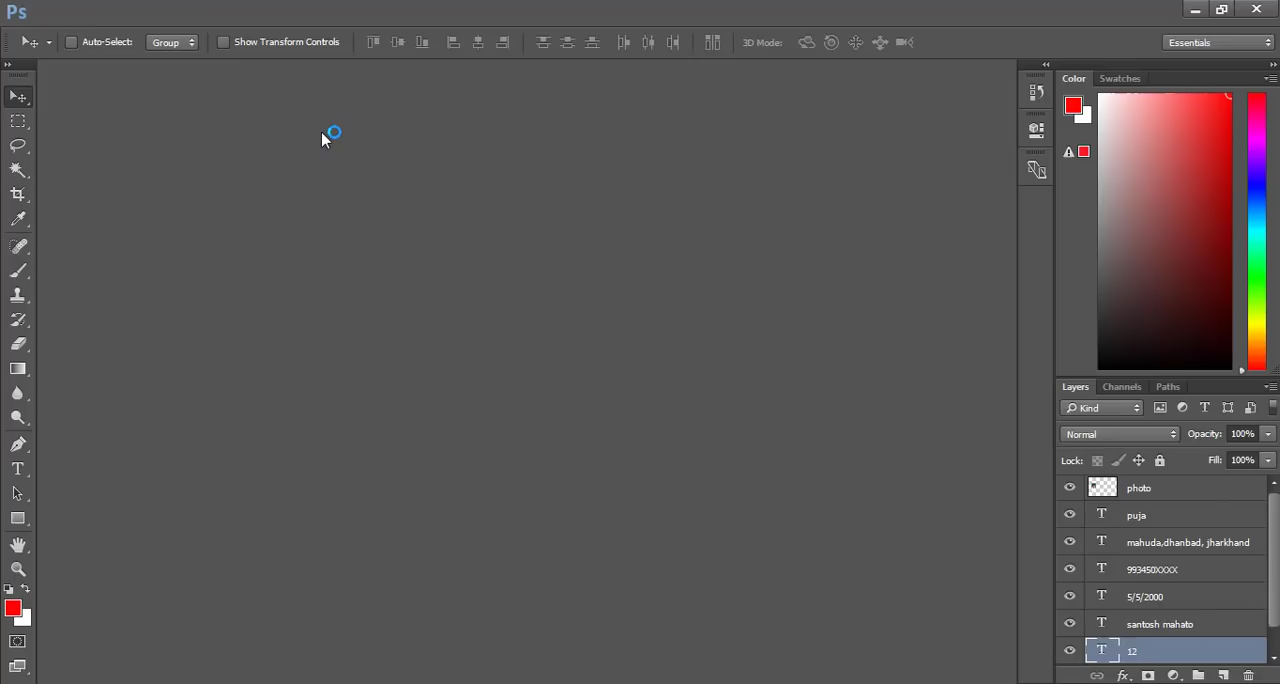 Ps
Auto-Select: Group Show Transform Controls 3D Mode: Essentials
Color Swatches
Layers Channels Paths
Kind
Normal Opacity: 100%
Lock: Fill: 100%
photo
T puja
T mahuda,dhanbad, jharkhand
T 993450XXXX
T 5/5/2000
T santosh mahato
T 12
fx